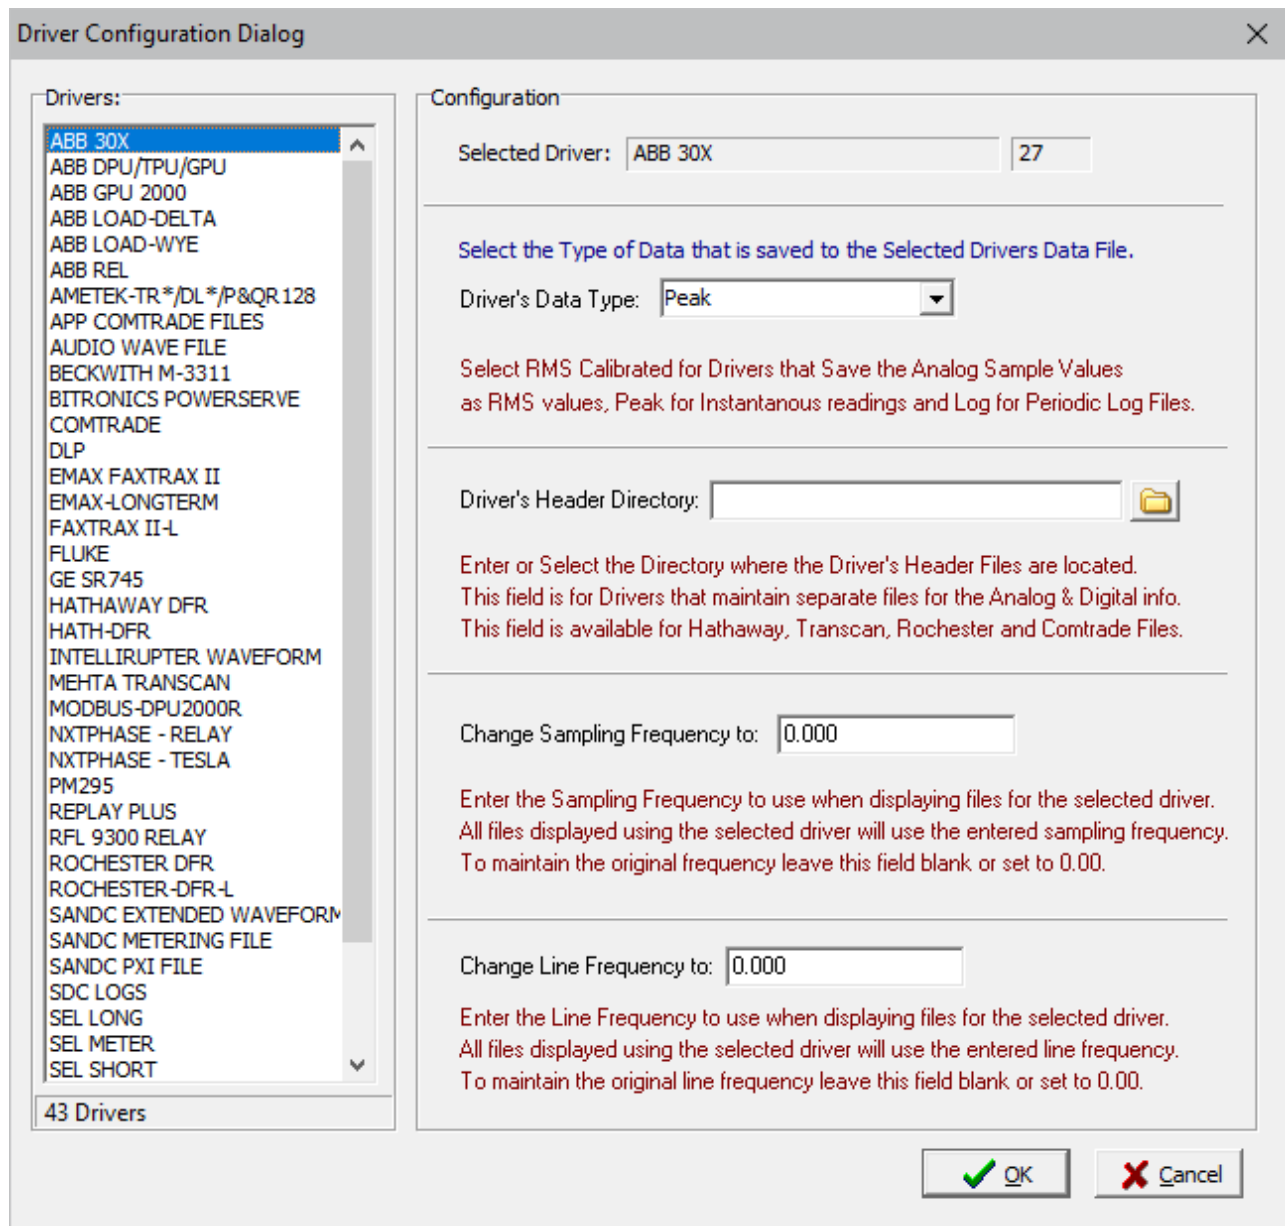 Driver Configuration Dialog
Drivers:
ABB 30X
ABB DPU/TPU/GPU
ABB GPU 2000
ABB LOAD-DELTA
ABB LOAD-WYE
ABB REL
AMETEK-TR*/DL*/P&QR128
APP COMTRADE FILES
AUDIO WAVE FILE
BECKWITH M-3311
BITRONICS POWERSERVE
COMTRADE
DLP
EMAX FAXTRAX II
EMAX-LONGTERM
FAXTRAX II-L
FLUKE
GE SR745
HATHAWAY DFR
HATH-DFR
INTELLIRUPTER WAVEFORM
MEHTA TRANSCAN
MODBUS-DPU2000R
NXTPHASE - RELAY
NXTPHASE - TESLA
PM295
REPLAY PLUS
RFL 9300 RELAY
ROCHESTER DFR
ROCHESTER-DFR-L
SANDC EXTENDED WAVEFORM
SANDC METERING FILE
SANDC PXI FILE
SDC LOGS
SEL LONG
SEL METER
SEL SHORT
43 Drivers
Configuration
Selected Driver: ABB 30X 27
Select the Type of Data that is saved to the Selected Drivers Data File.
Driver's Data Type: Peak
Select RMS Calibrated for Drivers that Save the Analog Sample Values
as RMS values, Peak for Instantanous readings and Log for Periodic Log Files.
Driver's Header Directory:
Enter or Select the Directory where the Driver's Header Files are located.
This field is for Drivers that maintain separate files for the Analog & Digital info.
This field is available for Hathaway, Transcan, Rochester and Comtrade Files.
Change Sampling Frequency to: 0.000
Enter the Sampling Frequency to use when displaying files for the selected driver.
All files displayed using the selected driver will use the entered sampling frequency.
To maintain the original frequency leave this field blank or set to 0.00.
Change Line Frequency to: 0.000
Enter the Line Frequency to use when displaying files for the selected driver.
All files displayed using the selected driver will use the entered line frequency.
To maintain the original line frequency leave this field blank or set to 0.00.
OK
Cancel